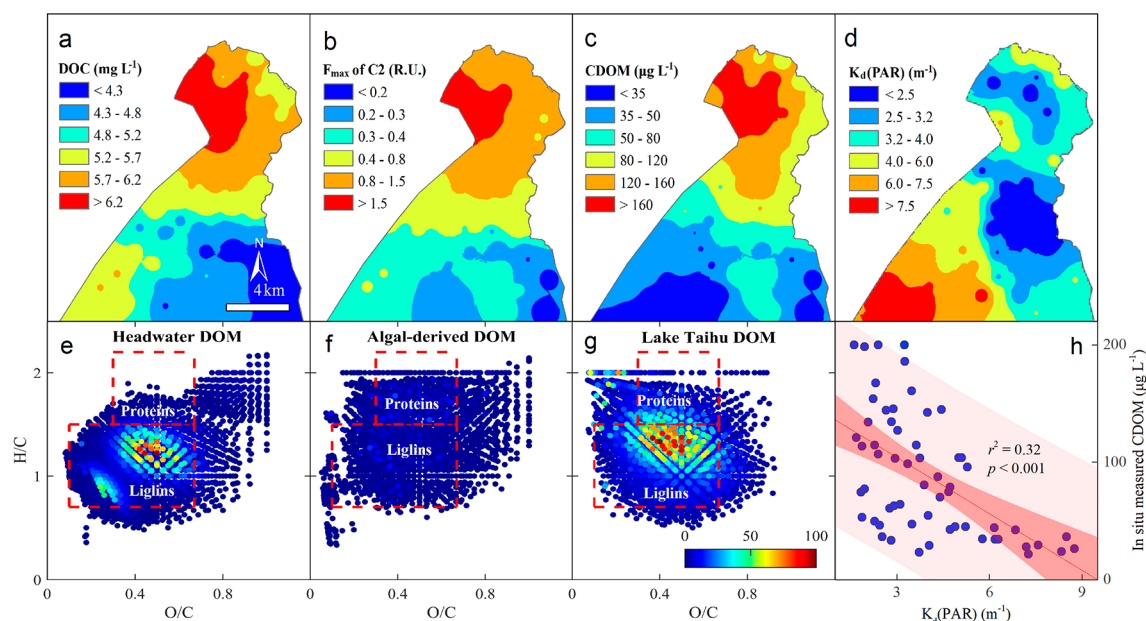 a
DOC (mg L-1)
< 4.3
4.3 - 4.8
4.8 - 5.2
5.2 - 5.7
5.7 - 6.2
> 6.2
N
4 km
b
Fmax of C2 (R.U.)
< 0.2
0.2 - 0.3
0.3 - 0.4
0.4 - 0.8
0.8 - 1.5
> 1.5
c
CDOM (µg L-1)
< 35
35 - 50
50 - 80
80 - 120
120 - 160
> 160
d
Kd(PAR) (m-1)
< 2.5
2.5 - 3.2
3.2 - 4.0
4.0 - 6.0
6.0 - 7.5
> 7.5
e
Headwater DOM
Proteins
Liglins
H/C
2
1
0
0 0.4 0.8
O/C
f
Algal-derived DOM
Proteins
Liglins
0 0.4 0.8
O/C
g
Lake Taihu DOM
Proteins
Liglins
0 50 100
0 0.4 0.8
O/C
h
r2 = 0.32
p < 0.001
200
100
0
In situ measured CDOM (µg L-1)
3 6 9
Kd(PAR) (m-1)